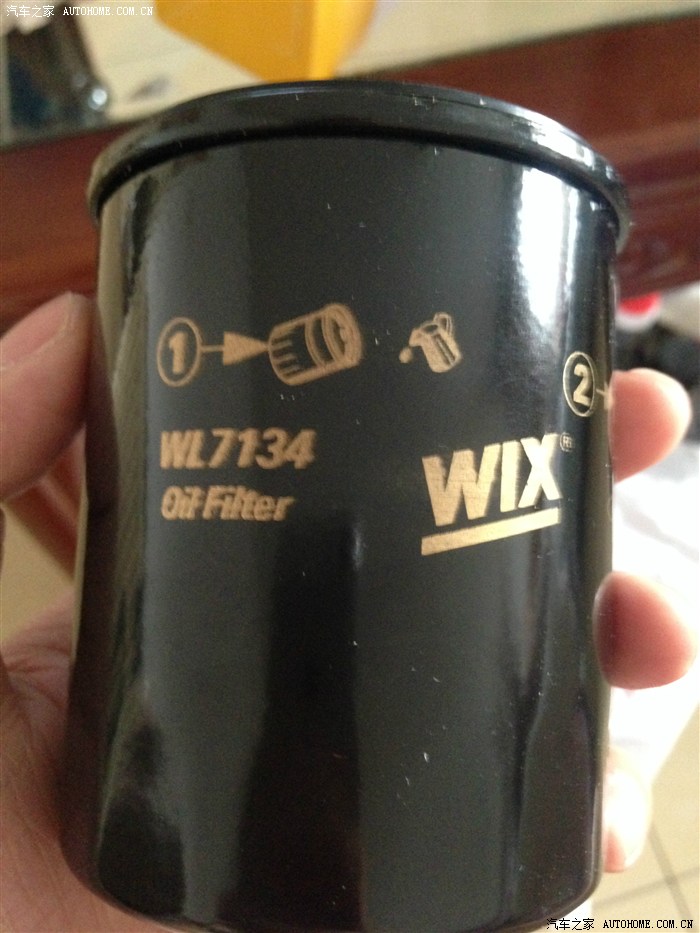 汽车之家 AUTOHOME.COM.CN
1
2
WL7134
Oil Filter
WIX
汽车之家 AUTOHOME.COM.CN